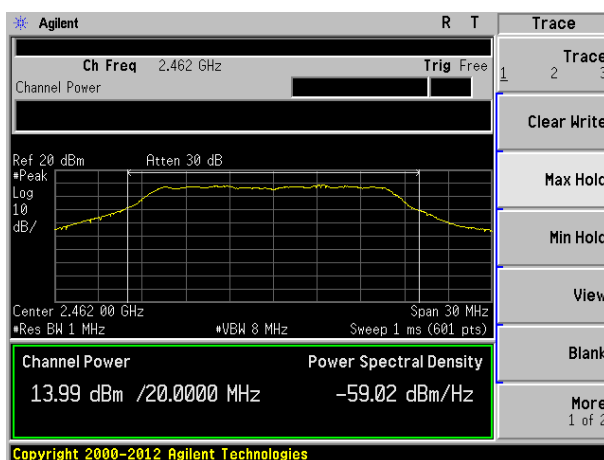 Agilent R T Trace
Ch Freq 2.462 GHz Trig Free
Channel Power
Trace
1 2 3
Clear Write
Max Hold
Min Hold
View
Blank
More
1 of 2
Ref 20 dBm Atten 30 dB
#Peak
Log
10
dB/
Center 2.462 00 GHz Span 30 MHz
#Res BW 1 MHz #VBW 8 MHz Sweep 1 ms (601 pts)
Channel Power Power Spectral Density
13.99 dBm /20.0000 MHz -59.02 dBm/Hz
Copyright 2000-2012 Agilent Technologies